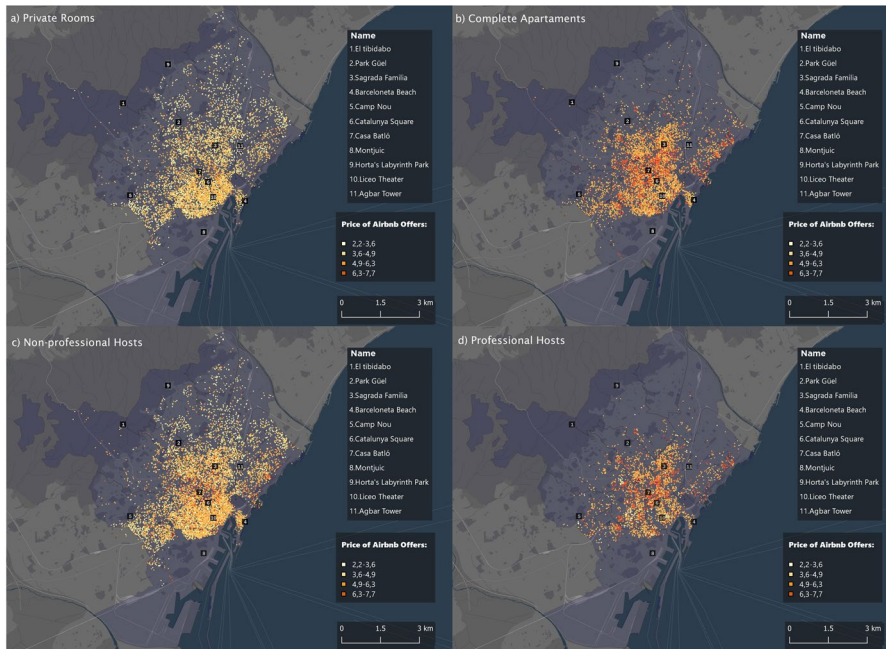 a) Private Rooms
Name
1.El tibidabo
2.Park Güel
3.Sagrada Familia
4.Barceloneta Beach
5.Camp Nou
6.Catalunya Square
7.Casa Batló
8.Montjuic
9.Horta's Labyrinth Park
10.Liceo Theater
11.Agbar Tower
Price of Airbnb Offers:
2,2-3,6
3,6-4,9
4,9-6,3
6,3-7,7
0 1.5 3 km
b) Complete Apartaments
Name
1.El tibidabo
2.Park Güel
3.Sagrada Familia
4.Barceloneta Beach
5.Camp Nou
6.Catalunya Square
7.Casa Batló
8.Montjuic
9.Horta's Labyrinth Park
10.Liceo Theater
11.Agbar Tower
Price of Airbnb Offers:
2,2-3,6
3,6-4,9
4,9-6,3
6,3-7,7
0 1.5 3 km
c) Non-professional Hosts
Name
1.El tibidabo
2.Park Güel
3.Sagrada Familia
4.Barceloneta Beach
5.Camp Nou
6.Catalunya Square
7.Casa Batló
8.Montjuic
9.Horta's Labyrinth Park
10.Liceo Theater
11.Agbar Tower
Price of Airbnb Offers:
2,2-3,6
3,6-4,9
4,9-6,3
6,3-7,7
0 1.5 3 km
d) Professional Hosts
Name
1.El tibidabo
2.Park Güel
3.Sagrada Familia
4.Barceloneta Beach
5.Camp Nou
6.Catalunya Square
7.Casa Batló
8.Montjuic
9.Horta's Labyrinth Park
10.Liceo Theater
11.Agbar Tower
Price of Airbnb Offers:
2,2-3,6
3,6-4,9
4,9-6,3
6,3-7,7
0 1.5 3 km